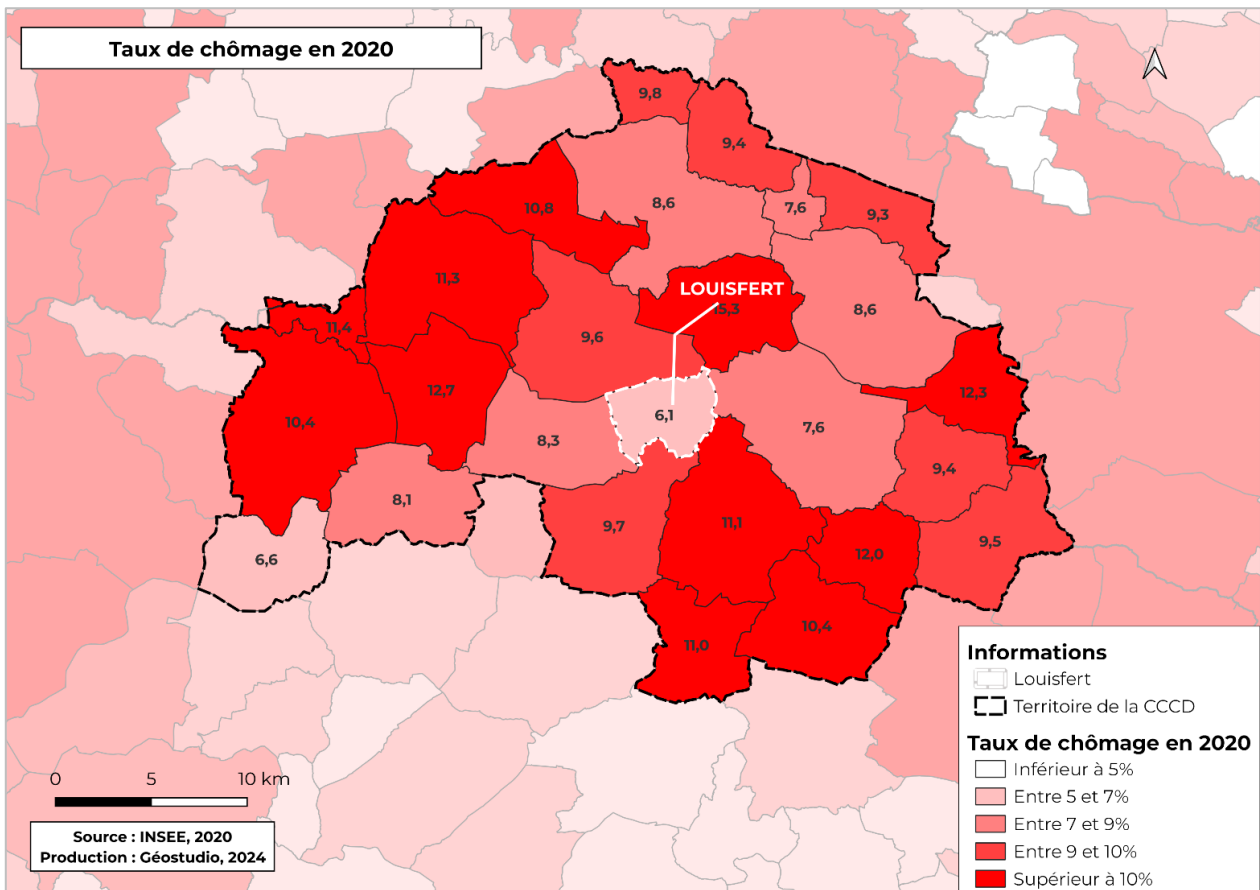 Taux de chômage en 2020
9,8
9,4
10,8
8,6
7,6
9,3
11,3
LOUISFERT
15,3
8,6
11,4
9,6
12,7
12,3
6,1
10,4
7,6
8,3
9,4
8,1
9,7
11,1
9,5
6,6
12,0
10,4
11,0
Informations
Louisfert
Territoire de la CCCD
Taux de chômage en 2020
Inférieur à 5%
Entre 5 et 7%
Entre 7 et 9%
Entre 9 et 10%
Supérieur à 10%
0 5 10 km
Source : INSEE, 2020
Production : Géostudio, 2024